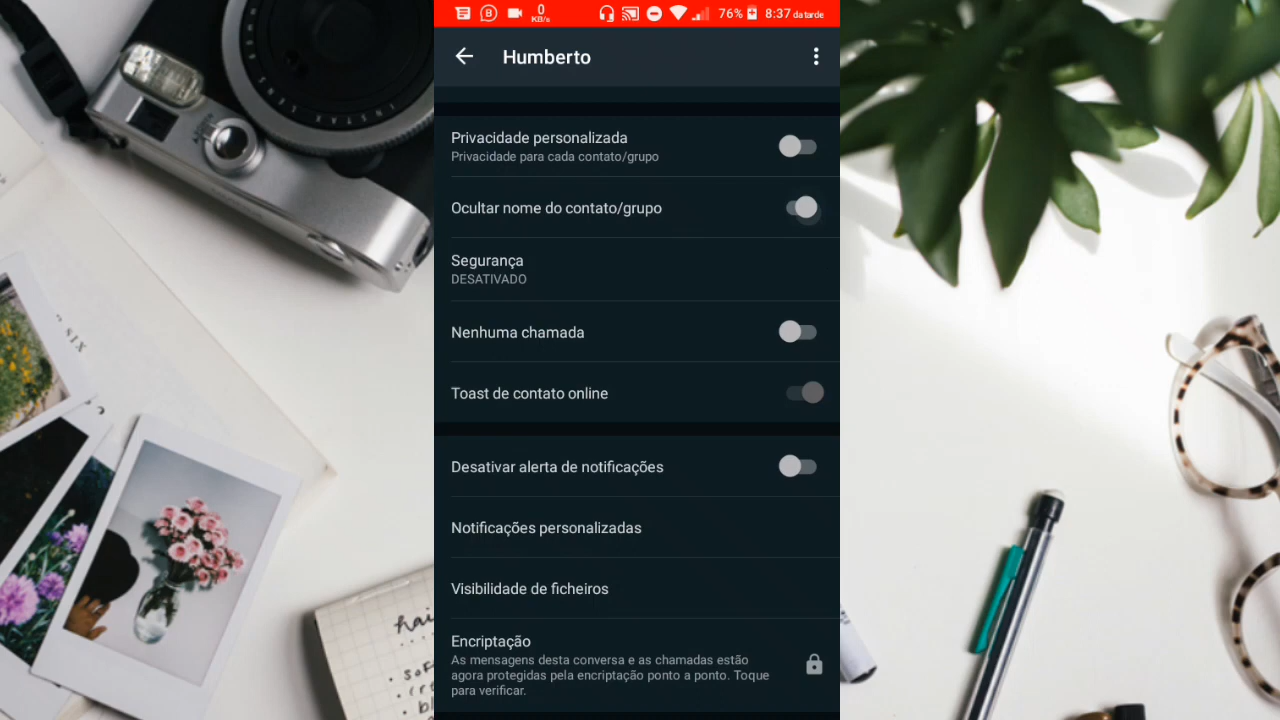 0
KB/s
76%
8:37 da tarde
Humberto
Privacidade personalizada
Privacidade para cada contato/grupo
Ocultar nome do contato/grupo
Segurança
DESATIVADO
Nenhuma chamada
Toast de contato online
Desativar alerta de notificações
Notificações personalizadas
Visibilidade de ficheiros
Encriptação
As mensagens desta conversa e as chamadas estão
agora protegidas pela encriptação ponto a ponto. Toque
para verificar.